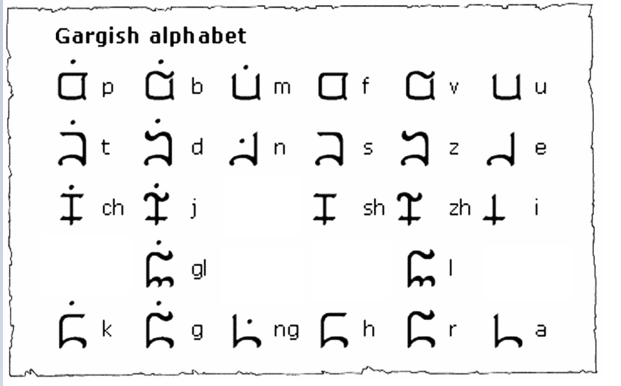 Gargish alphabet
p b m f v u
t d n s z e
ch j sh zh i
gl l
k g ng h r a